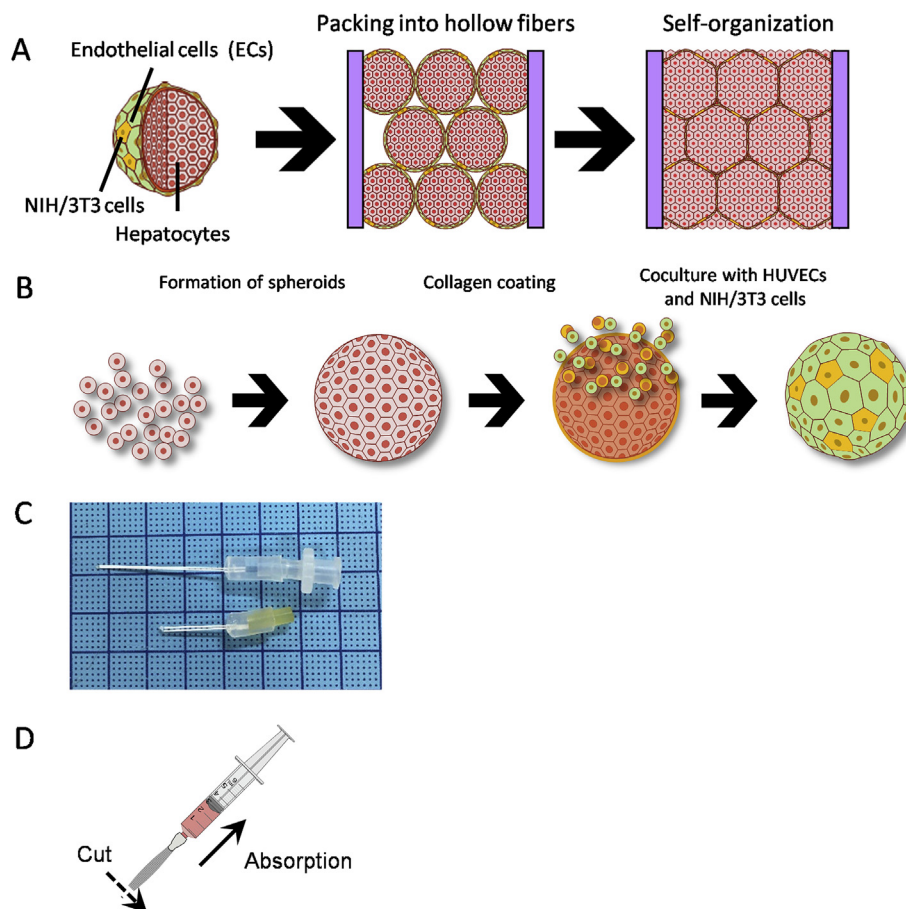 A
Endothelial cells (ECs)
NIH/3T3 cells
Hepatocytes
Packing into hollow fibers
Self-organization
B
Formation of spheroids
Collagen coating
Coculture with HUVECs
and NIH/3T3 cells
C
D
Cut
Absorption